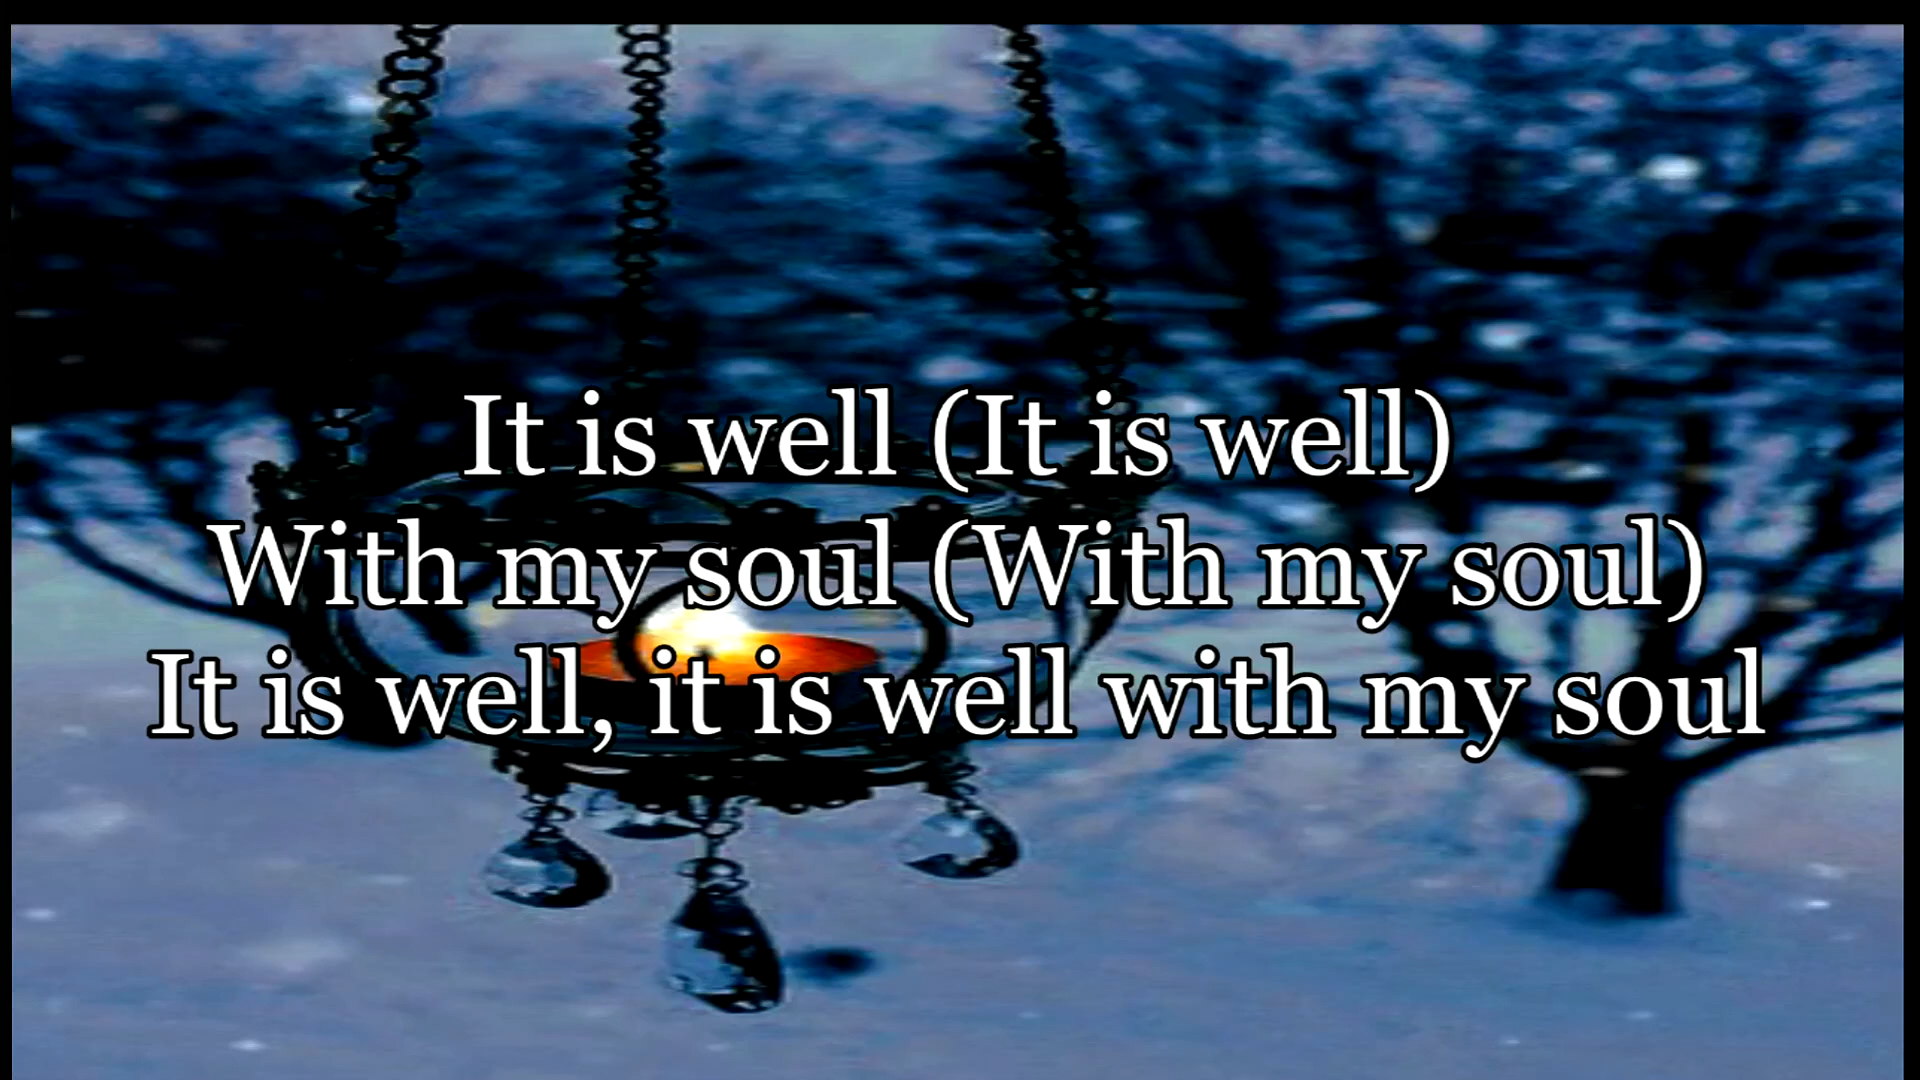 It is well (It is well)
With my soul (With my soul)
It is well, it is well with my soul